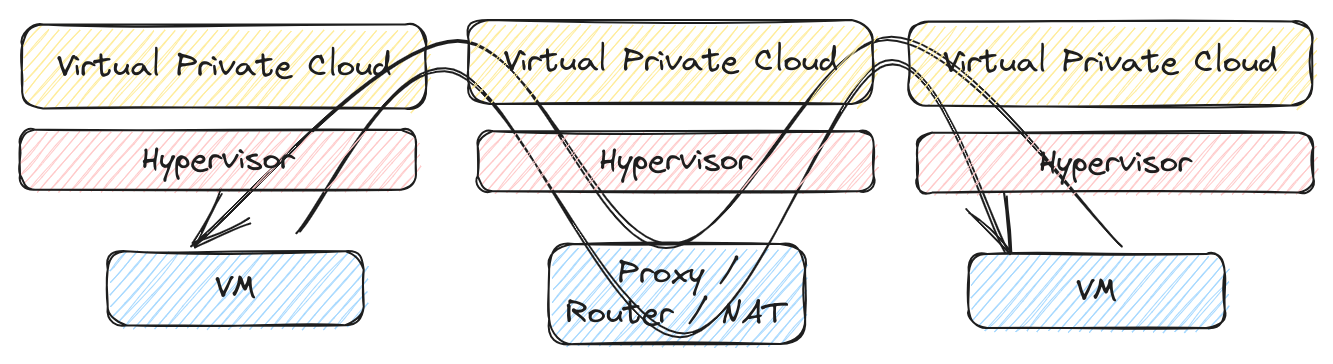 Virtual Private Cloud
Virtual Private Cloud
Virtual Private Cloud
Hypervisor
Hypervisor
Hypervisor
VM
Proxy /
Router / NAT
VM